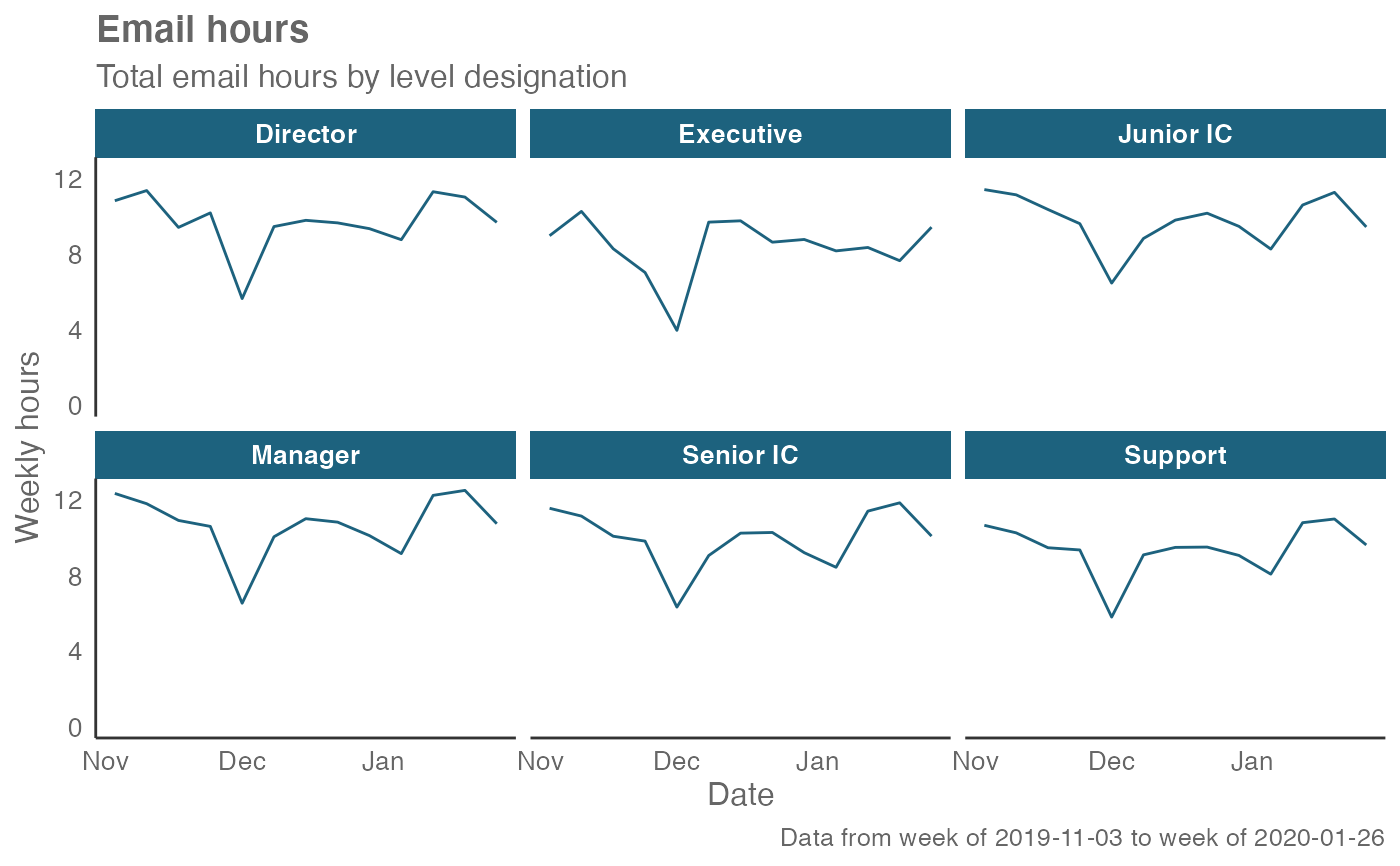 Email hours
Total email hours by level designation
Director Executive Junior IC
12
8
4
0
Manager Senior IC Support
12
8
4
0
Weekly hours
Nov Dec Jan Nov Dec Jan Nov Dec Jan
Date
Data from week of 2019-11-03 to week of 2020-01-26